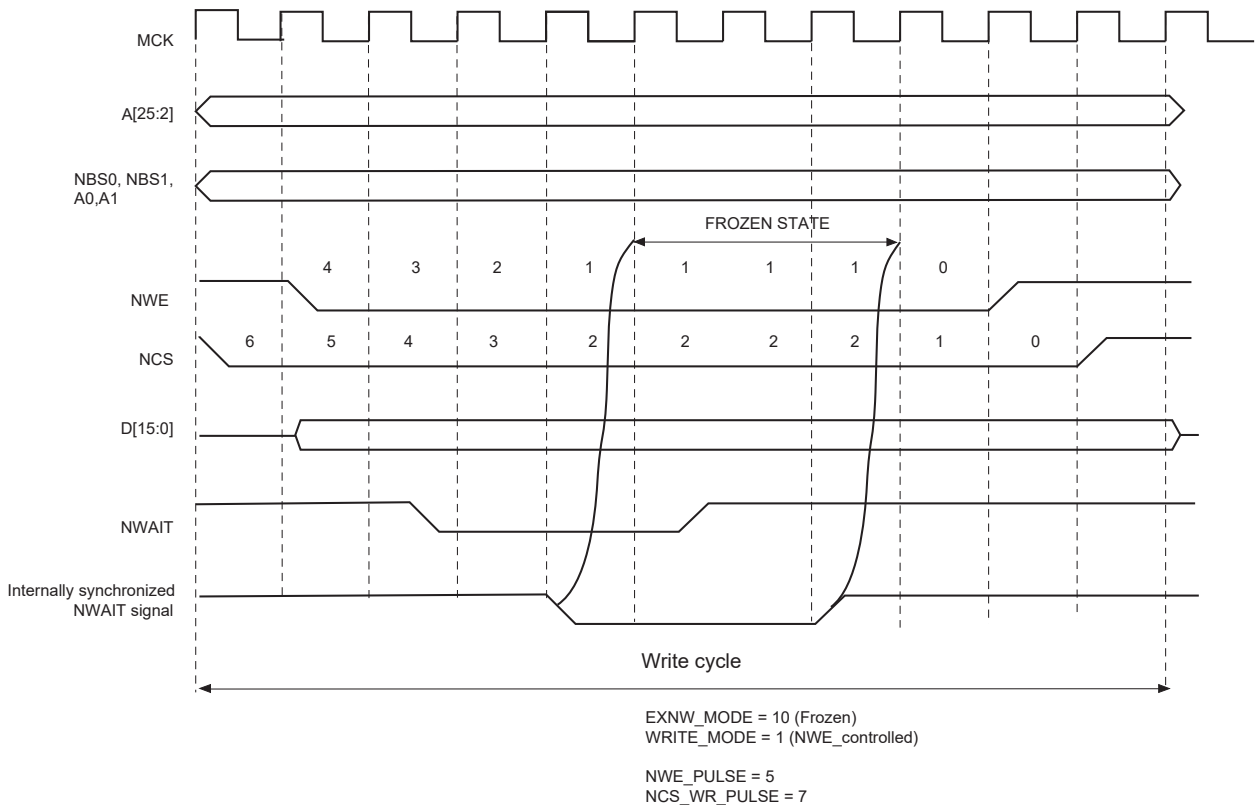 MCK
A[25:2]
NBS0, NBS1,
A0,A1
FROZEN STATE
4 3 2 1 1 1 1 0
NWE
6 5 4 3 2 2 2 2 1 0
NCS
D[15:0]
NWAIT
Internally synchronized
NWAIT signal
Write cycle
EXNW_MODE = 10 (Frozen)
WRITE_MODE = 1 (NWE_controlled)
NWE_PULSE = 5
NCS_WR_PULSE = 7